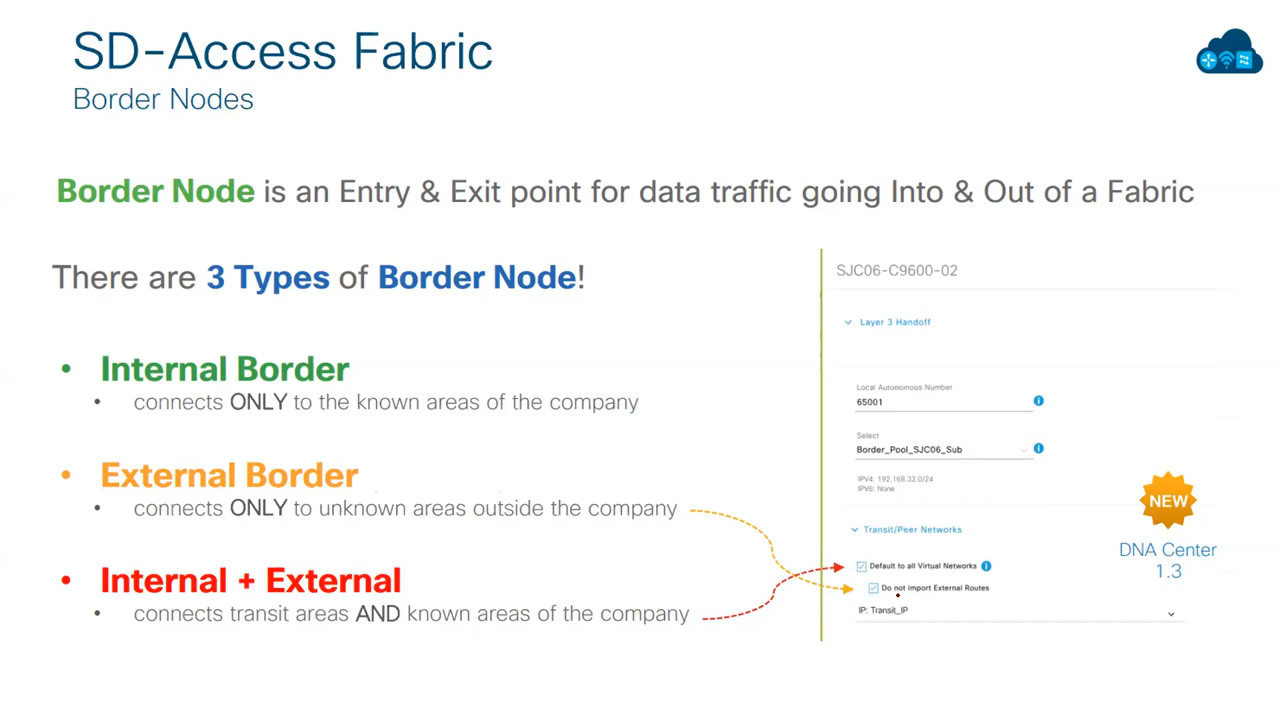 SD-Access Fabric
Border Nodes
Border Node is an Entry & Exit point for data traffic going Into & Out of a Fabric
There are 3 Types of Border Node!
• Internal Border
• connects ONLY to the known areas of the company
• External Border
• connects ONLY to unknown areas outside the company
• Internal + External
• connects transit areas AND known areas of the company
SJC06-C9600-02
Layer 3 Handoff
Local Autonomous Number
65001
Select
Border_Pool_SJC06_Sub
IPV4: 192.168.32.0/24
IPV6: None
Transit/Peer Networks
Default to all Virtual Networks
Do not import External Routes
IP: Transit_IP
NEW
DNA Center
1.3